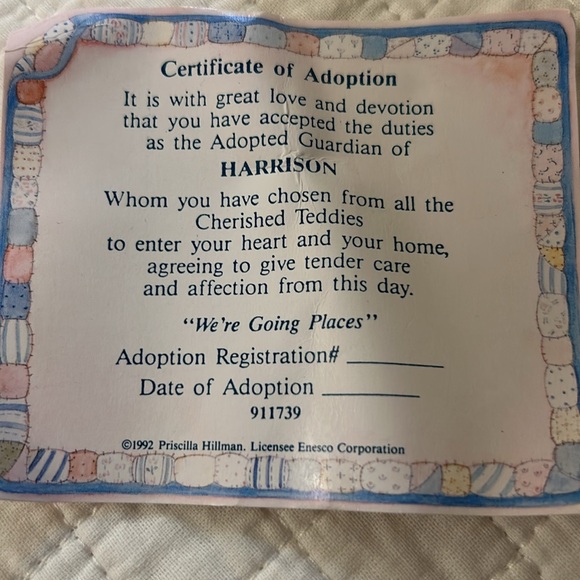 Certificate of Adoption
It is with great love and devotion
that you have accepted the duties
as the Adopted Guardian of
HARRISON
Whom you have chosen from all the
Cherished Teddies
to enter your heart and your home,
agreeing to give tender care
and affection from this day.
"We're Going Places"
Adoption Registration# __________
Date of Adoption __________
911739
©1992 Priscilla Hillman. Licensee Enesco Corporation